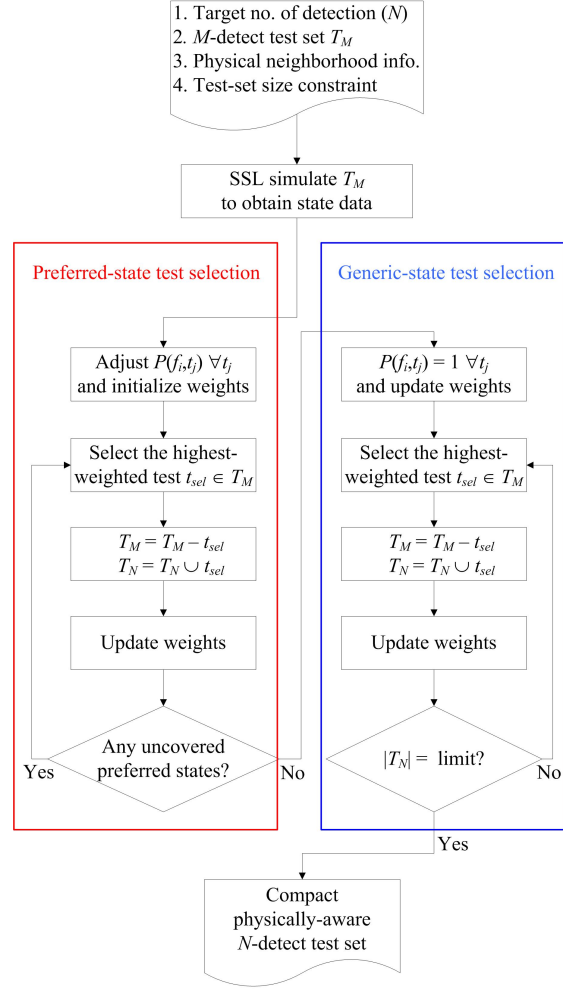 1. Target no. of detection (N)
2. M-detect test set T_M
3. Physical neighborhood info.
4. Test-set size constraint
SSL simulate T_M
to obtain state data
Preferred-state test selection
Adjust P(f_i,t_j) ∀t_j
and initialize weights
Select the highest-
weighted test t_sel ∈ T_M
T_M = T_M – t_sel
T_N = T_N ∪ t_sel
Update weights
Any uncovered
preferred states?
Yes
No
Generic-state test selection
P(f_i,t_j) = 1 ∀t_j
and update weights
Select the highest-
weighted test t_sel ∈ T_M
T_M = T_M – t_sel
T_N = T_N ∪ t_sel
Update weights
|T_N| = limit?
No
Yes
Compact
physically-aware
N-detect test set